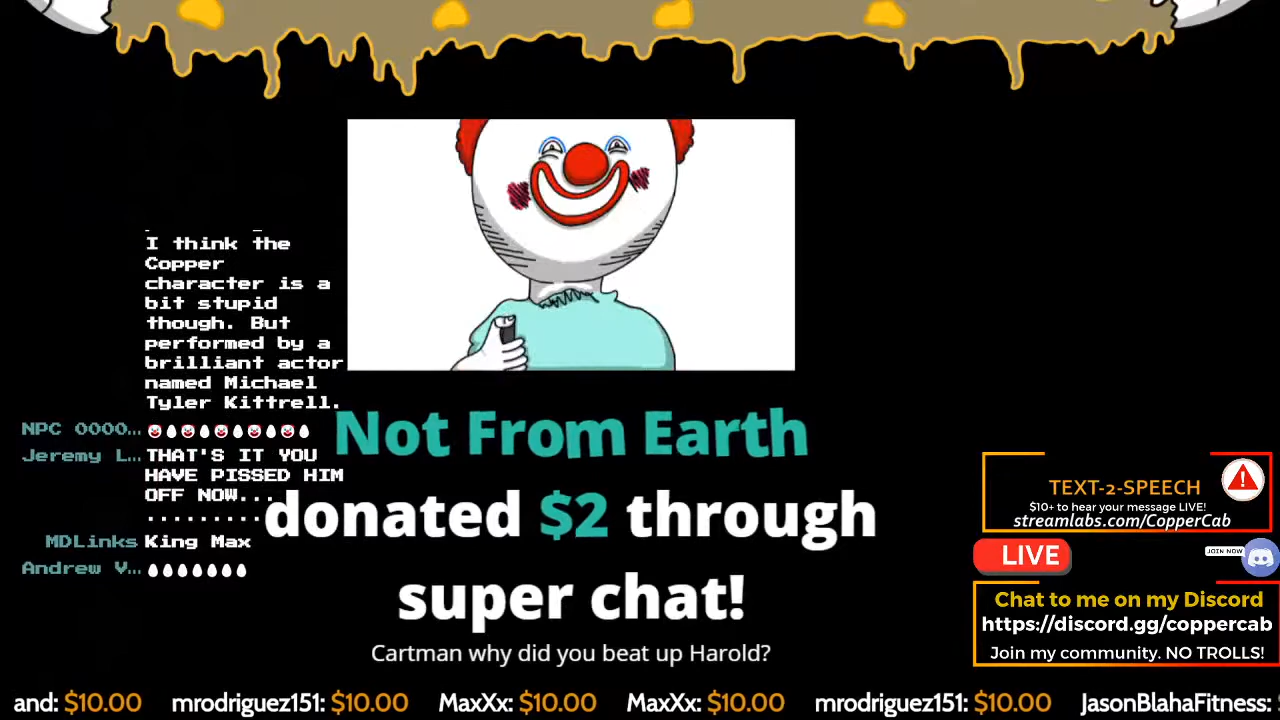 I think the
Copper
character is a
bit stupid
though. But
performed by a
brilliant actor
named Michael
Tyler Kittrell.
NPC 0000...
Jeremy L... THAT'S IT YOU
HAVE PISSED HIM
OFF NOW...
.........
MDLinks King Max
Andrew V...
Not From Earth
donated $2 through
super chat!
Cartman why did you beat up Harold?
TEXT-2-SPEECH
$10+ to hear your message LIVE!
streamlabs.com/CopperCab
LIVE
JOIN NOW
Chat to me on my Discord
https://discord.gg/coppercab
Join my community. NO TROLLS!
and: $10.00 mrodriguez151: $10.00 MaxXx: $10.00 MaxXx: $10.00 mrodriguez151: $10.00 JasonBlahaFitness: